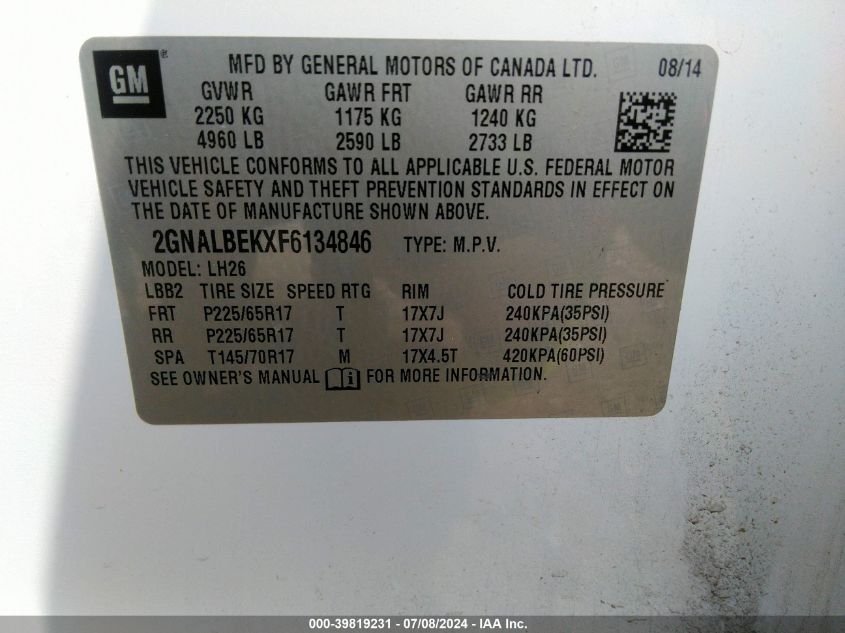 GM®
MFD BY GENERAL MOTORS OF CANADA LTD. 08/14
GVWR GAWR FRT GAWR RR
2250 KG 1175 KG 1240 KG
4960 LB 2590 LB 2733 LB
THIS VEHICLE CONFORMS TO ALL APPLICABLE U.S. FEDERAL MOTOR
VEHICLE SAFETY AND THEFT PREVENTION STANDARDS IN EFFECT ON
THE DATE OF MANUFACTURE SHOWN ABOVE.
2GNALBEKXF6134846 TYPE: M.P.V.
MODEL: LH26
LBB2 TIRE SIZE SPEED RTG RIM COLD TIRE PRESSURE
FRT P225/65R17 T 17X7J 240KPA(35PSI)
RR P225/65R17 T 17X7J 240KPA(35PSI)
SPA T145/70R17 M 17X4.5T 420KPA(60PSI)
SEE OWNER'S MANUAL FOR MORE INFORMATION.
000-39819231 - 07/08/2024 - IAA Inc.